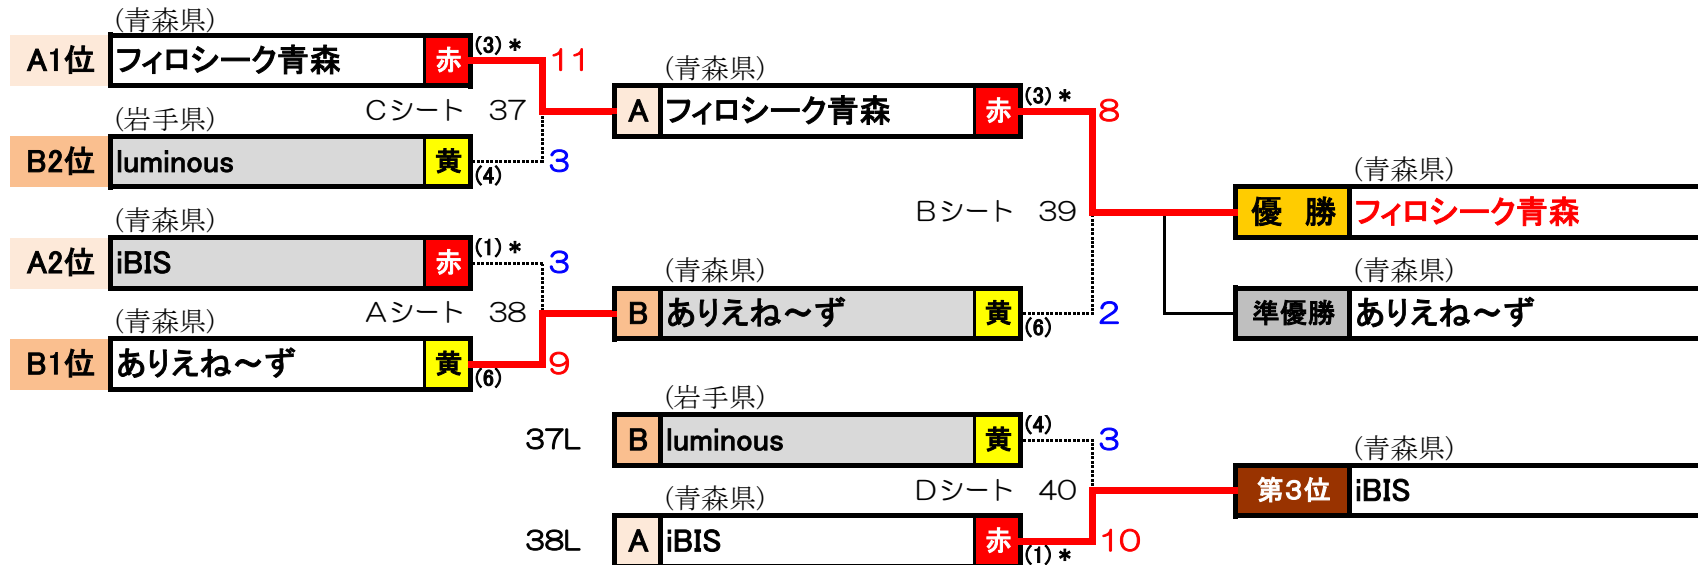 (青森県)
A1位 フィロシーク青森 赤 (3) * 11
Cシート 37
(岩手県)
B2位 luminous 黄 (4) 3
(青森県)
A2位 iBIS 赤 (1) * 3
Aシート 38
(青森県)
B1位 ありえね～ず 黄 (6) 9
(青森県)
A フィロシーク青森 赤 (3) * 8
Bシート 39
(青森県)
B ありえね～ず 黄 (6) 2
(青森県)
優 勝 フィロシーク青森
(青森県)
準優勝 ありえね～ず
(岩手県)
37L B luminous 黄 (4) 3
Dシート 40
(青森県)
38L A iBIS 赤 (1) * 10
(青森県)
第3位 iBIS